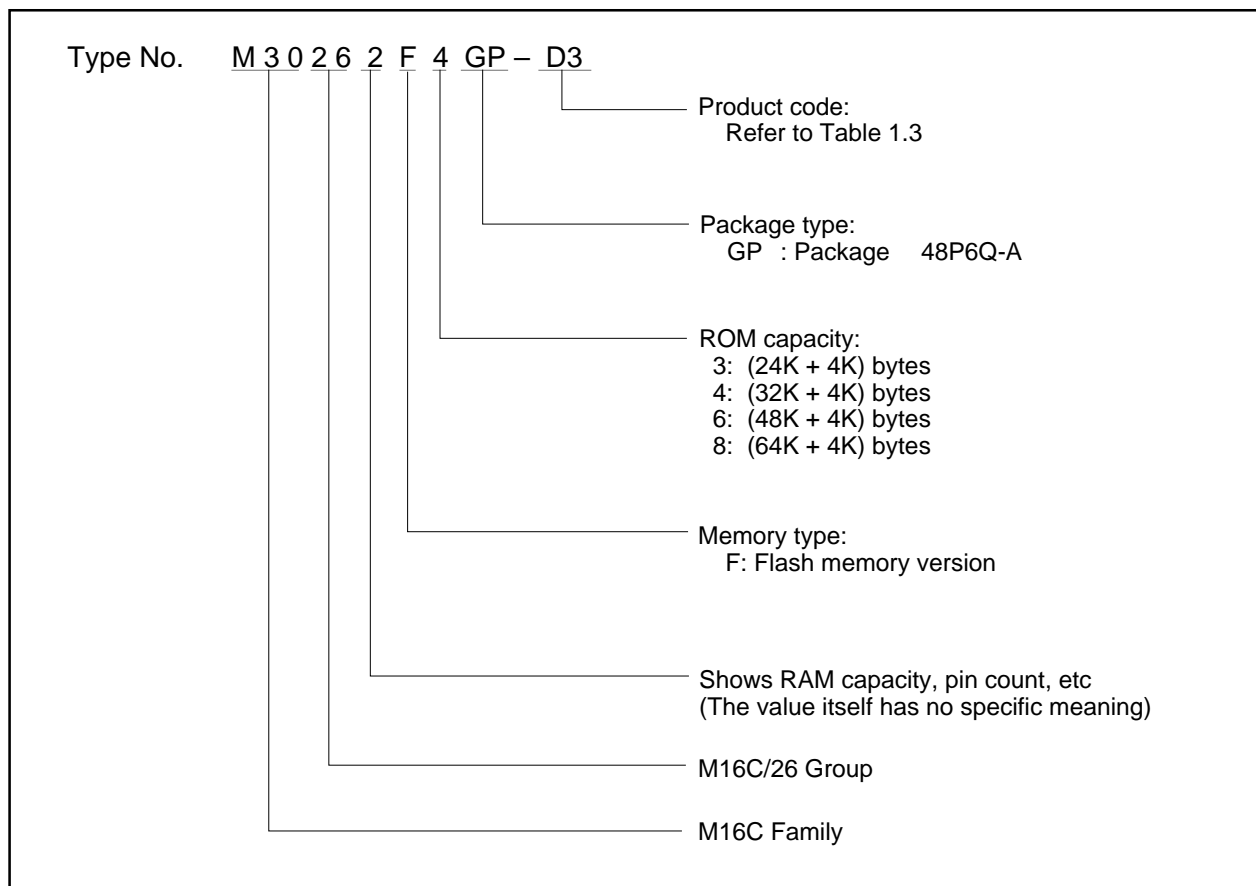 Type No. M 3 0 2 6 2 F 4 GP – D3
Product code:
Refer to Table 1.3
Package type:
GP : Package 48P6Q-A
ROM capacity:
3: (24K + 4K) bytes
4: (32K + 4K) bytes
6: (48K + 4K) bytes
8: (64K + 4K) bytes
Memory type:
F: Flash memory version
Shows RAM capacity, pin count, etc
(The value itself has no specific meaning)
M16C/26 Group
M16C Family